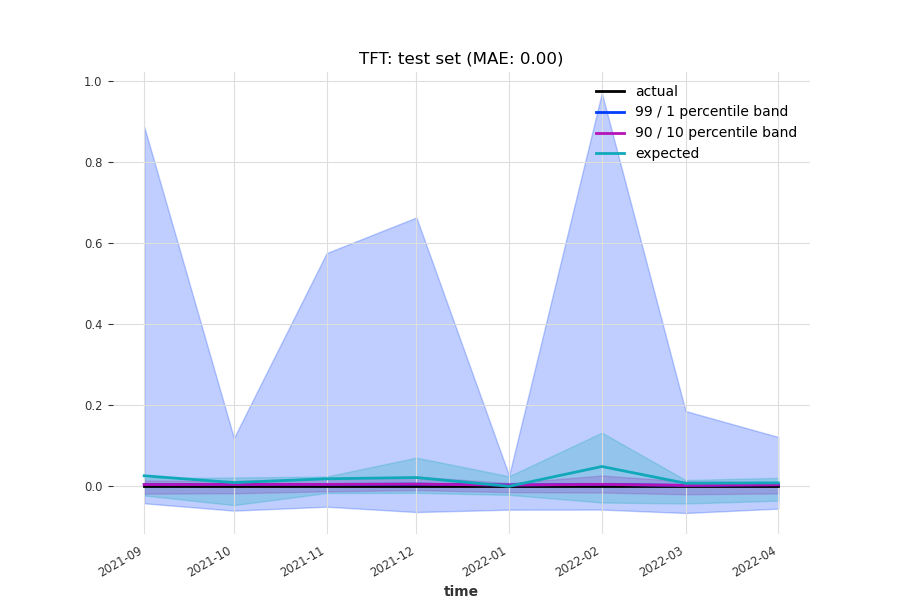 TFT: test set (MAE: 0.00)
actual
99 / 1 percentile band
90 / 10 percentile band
expected
1.0
0.8
0.6
0.4
0.2
0.0
2021-09
2021-10
2021-11
2021-12
2022-01
2022-02
2022-03
2022-04
time